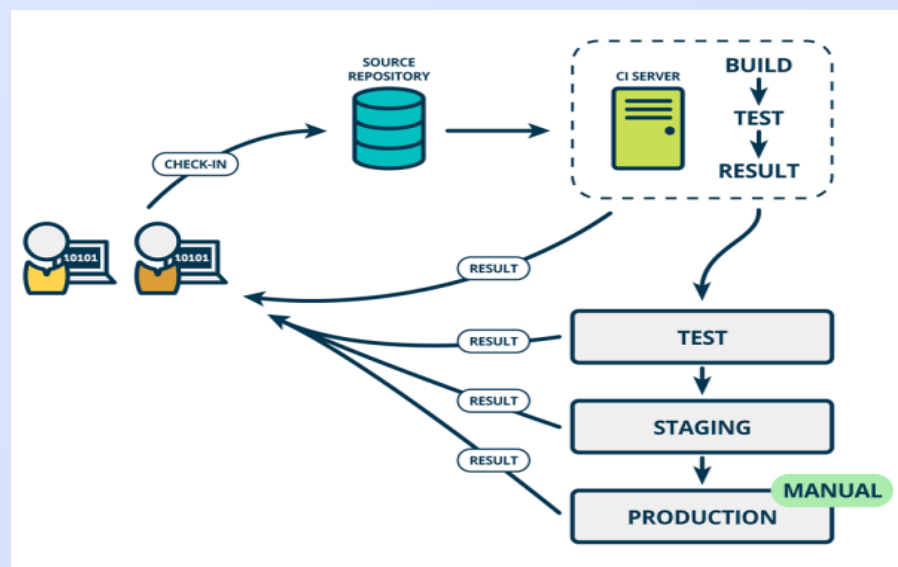 SOURCE
REPOSITORY
CI SERVER
BUILD
TEST
RESULT
CHECK-IN
10101
10101
RESULT
RESULT
TEST
RESULT
STAGING
RESULT
MANUAL
PRODUCTION